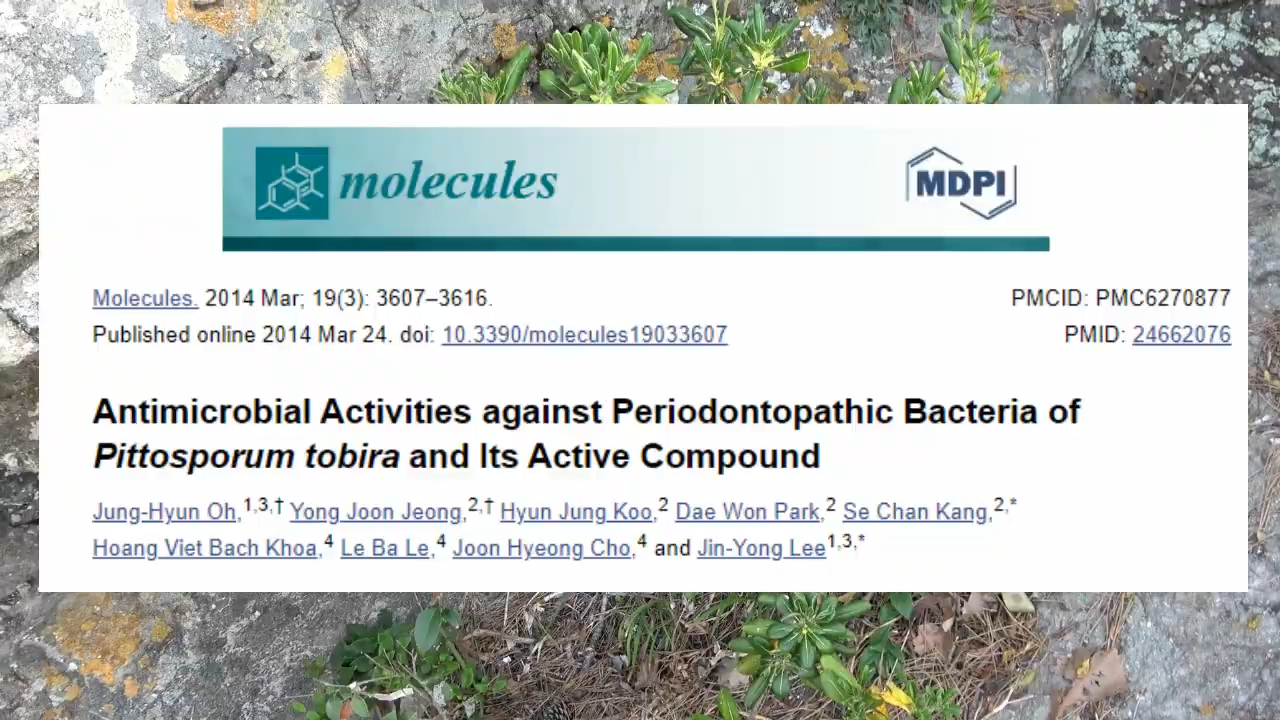 molecules
MDPI
Molecules. 2014 Mar; 19(3): 3607–3616.
PMCID: PMC6270877
Published online 2014 Mar 24. doi: 10.3390/molecules19033607
PMID: 24662076
Antimicrobial Activities against Periodontopathic Bacteria of
Pittosporum tobira and Its Active Compound
Jung-Hyun Oh,1,3,† Yong Joon Jeong,2,† Hyun Jung Koo,2 Dae Won Park,2 Se Chan Kang,2,*
Hoang Viet Bach Khoa,4 Le Ba Le,4 Joon Hyeong Cho,4 and Jin-Yong Lee1,3,*